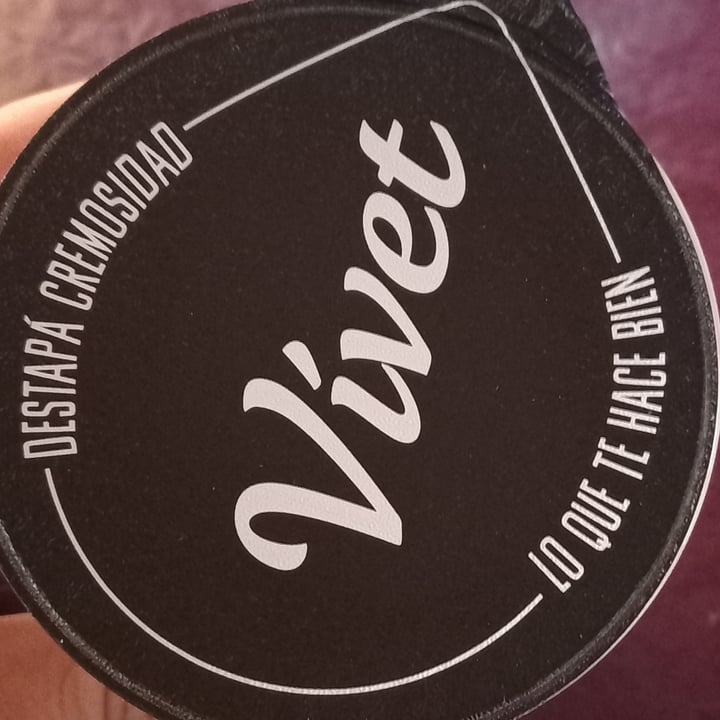 DESTAPÁ CREMOSIDAD
Vívet
LO QUE TE HACE BIEN